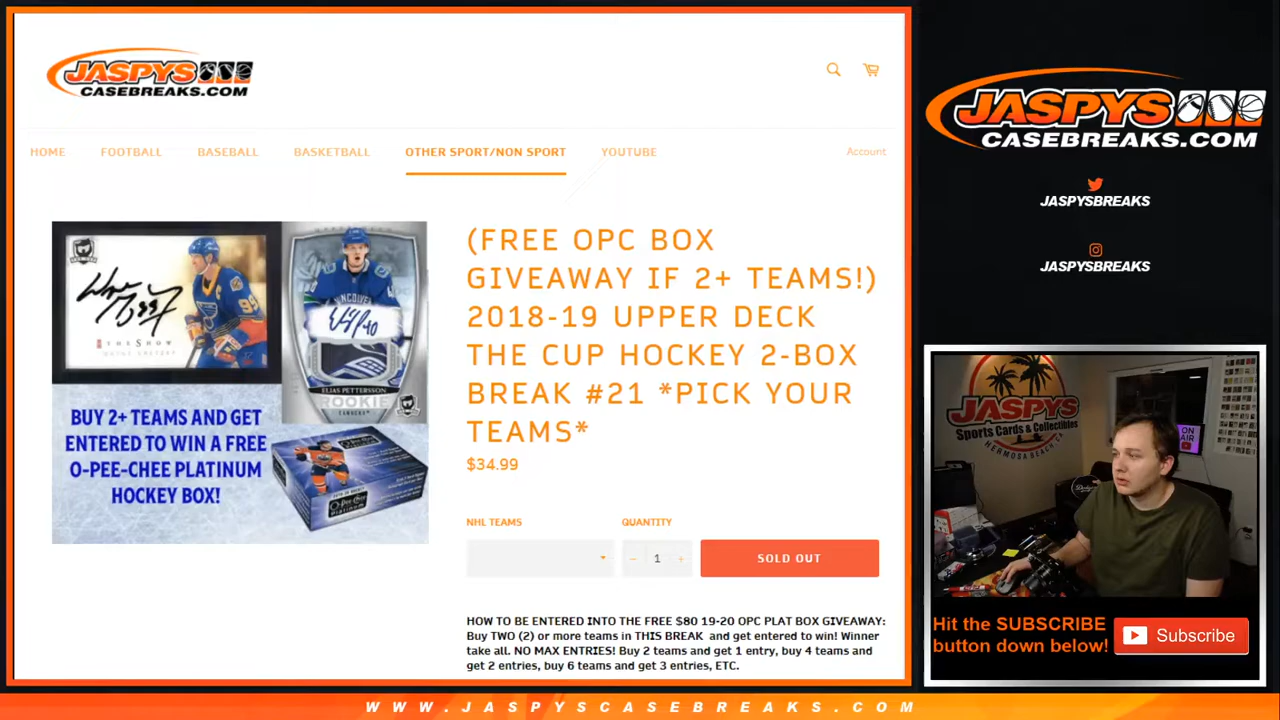 JASPYS
CASEBREAKS.COM
HOME
FOOTBALL
BASEBALL
BASKETBALL
OTHER SPORT/NON SPORT
YOUTUBE
Account
THE SHOW
WAYNE GRETZKY
ELIAS PETTERSSON
ROOKIE
CANUCKS
BUY 2+ TEAMS AND GET
ENTERED TO WIN A FREE
O-PEE-CHEE PLATINUM
HOCKEY BOX!
(FREE OPC BOX
GIVEAWAY IF 2+ TEAMS!)
2018-19 UPPER DECK
THE CUP HOCKEY 2-BOX
BREAK #21 *PICK YOUR
TEAMS*
$34.99
NHL TEAMS
QUANTITY
− 1 +
SOLD OUT
HOW TO BE ENTERED INTO THE FREE $80 19-20 OPC PLAT BOX GIVEAWAY:
Buy TWO (2) or more teams in THIS BREAK and get entered to win! Winner
take all. NO MAX ENTRIES! Buy 2 teams and get 1 entry, buy 4 teams and
get 2 entries, buy 6 teams and get 3 entries, ETC.
JASPYS
CASEBREAKS.COM
JASPYSBREAKS
JASPYSBREAKS
JASPYS
Sports Cards & Collectibles
HERMOSA BEACH, CA
ON
AIR
Hit the SUBSCRIBE
button down below!
Subscribe
WWW.JASPYSCASEBREAKS.COM